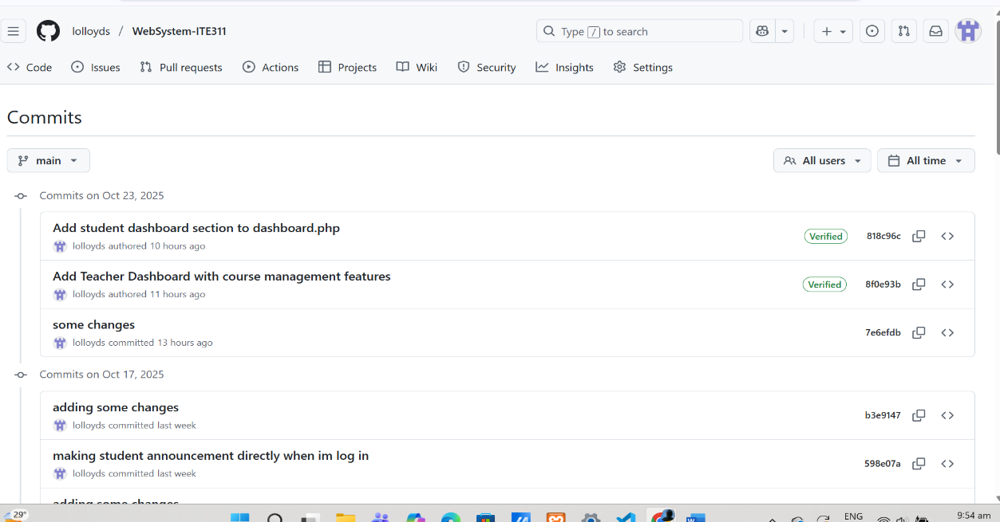 lolloyds / WebSystem-ITE311
Type / to search
Code
Issues
Pull requests
Actions
Projects
Wiki
Security
Insights
Settings
Commits
main
All users
All time
Commits on Oct 23, 2025
Add student dashboard section to dashboard.php
lolloyds authored 10 hours ago
Verified
818c96c
Add Teacher Dashboard with course management features
lolloyds authored 11 hours ago
Verified
8f0e93b
some changes
lolloyds committed 13 hours ago
7e6efdb
Commits on Oct 17, 2025
adding some changes
lolloyds committed last week
b3e9147
making student announcement directly when im log in
lolloyds committed last week
598e07a
adding some changes
29°
ENG
9:54 am